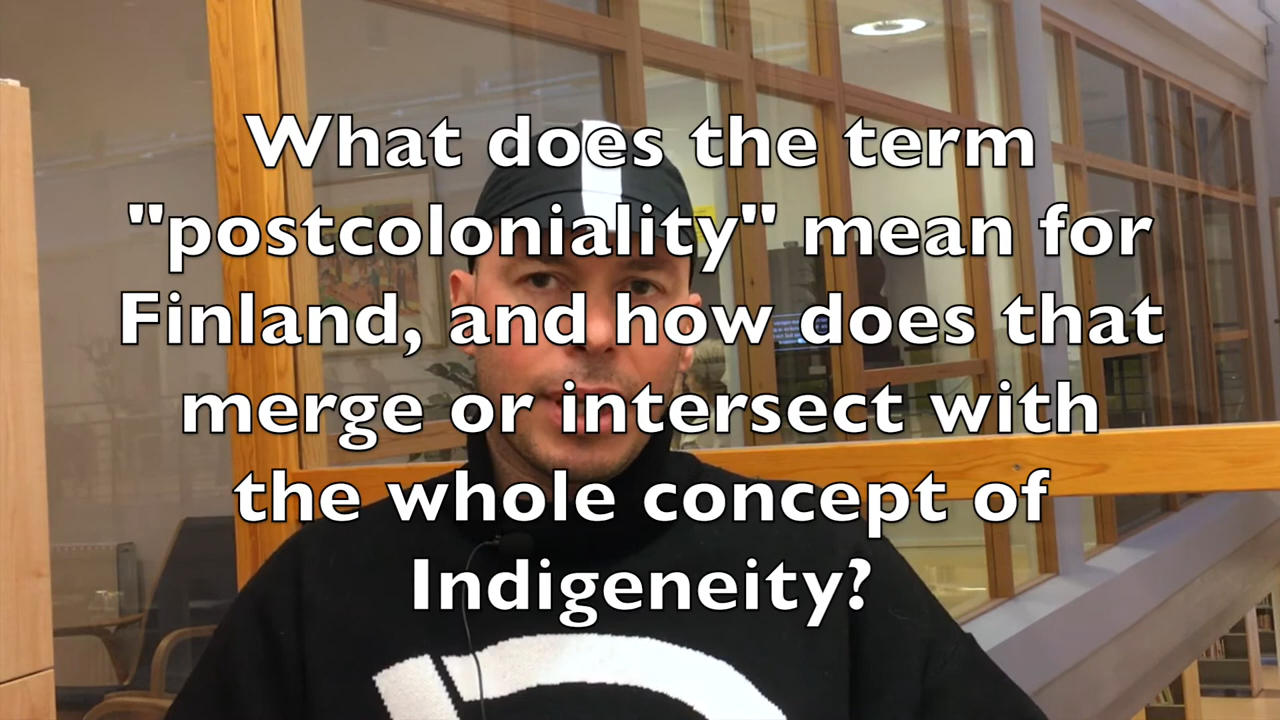 What does the term
"postcoloniality" mean for
Finland, and how does that
merge or intersect with
the whole concept of
Indigeneity?